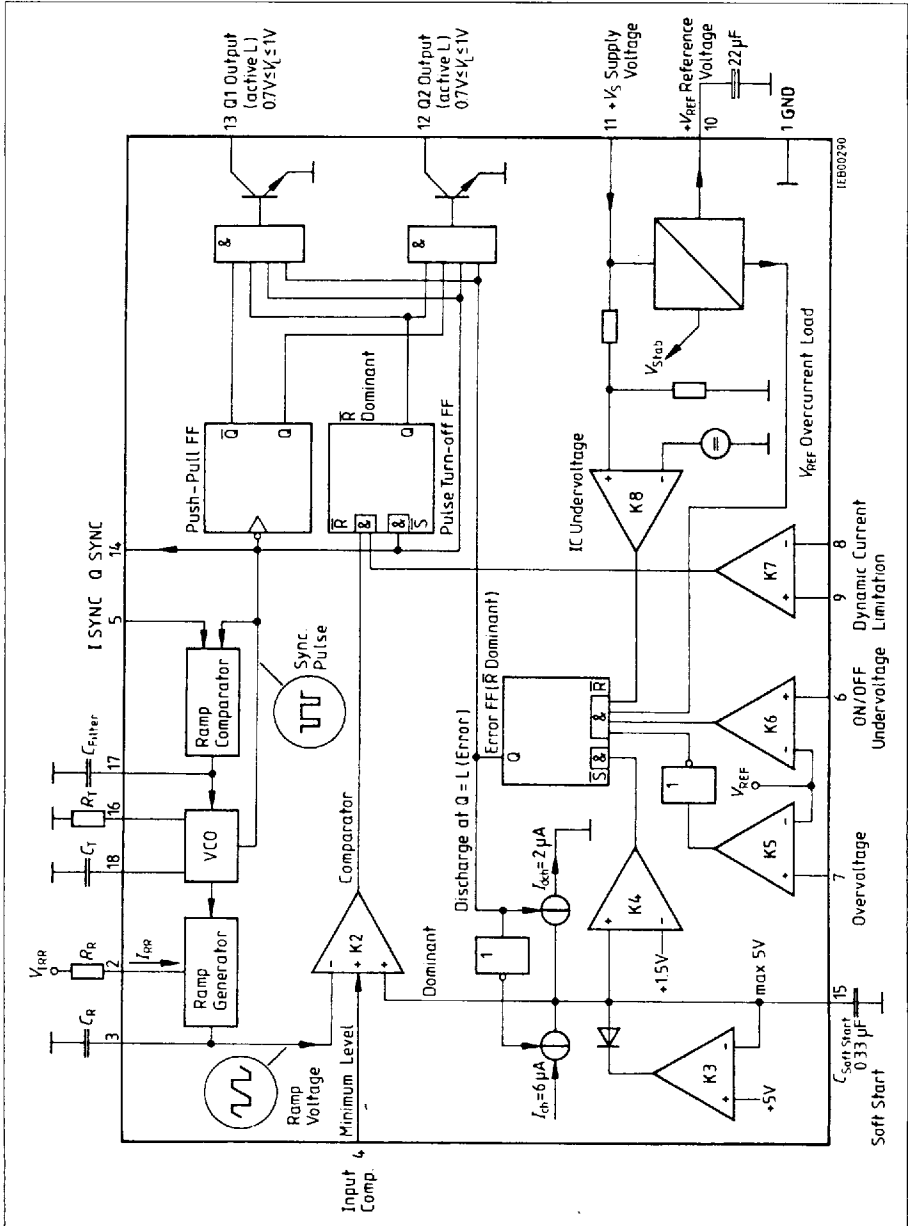 13 Q1 Output
(active L)
0.7V≤V_L≤1V
12 Q2 Output
(active L)
0.7V≤V_L≤1V
11 +V_S Supply
Voltage
+V_REF Reference
Voltage
10
22µF
1 GND
IEB00290
I SYNC
5
Q SYNC
14
C_Filter
17
R_T
16
C_T
18
V_IRR
R_R
2
I_RR
C_R
3
Ramp
Generator
VCO
Ramp
Comparator
Sync.
Pulse
Push-Pull FF
Q̅
Q
R̅
Dominant
Q
R̅
&
&
S̅
Pulse Turn-off FF
&
&
Ramp
Voltage
Minimum Level
Input
Comp.
4
- + +
K2
Comparator
Dominant
Discharge at Q = L (Error)
Error FF (R̅ Dominant)
Q
S̅
&
&
R̅
1
I_ch=6µA
I_dch=2µA
+ -
K4
+1.5V
max 5V
+ -
K3
+5V
15
C_Soft Start
0.33 µF
Soft Start
1
V_REF
+ -
K5
7
Overvoltage
- +
K6
6
ON/OFF
Undervoltage
+ -
K7
9
8
Dynamic Current
Limitation
IC Undervoltage
+ -
K8
=
V_Stab
V_REF Overcurrent Load